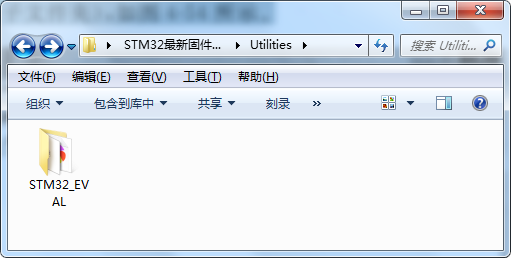 STM32最新固件... ▸ Utilities ▸
搜索 Utiliti...
文件(F) 编辑(E) 查看(V) 工具(T) 帮助(H)
组织 包含到库中 共享 刻录 »
STM32_EV
AL